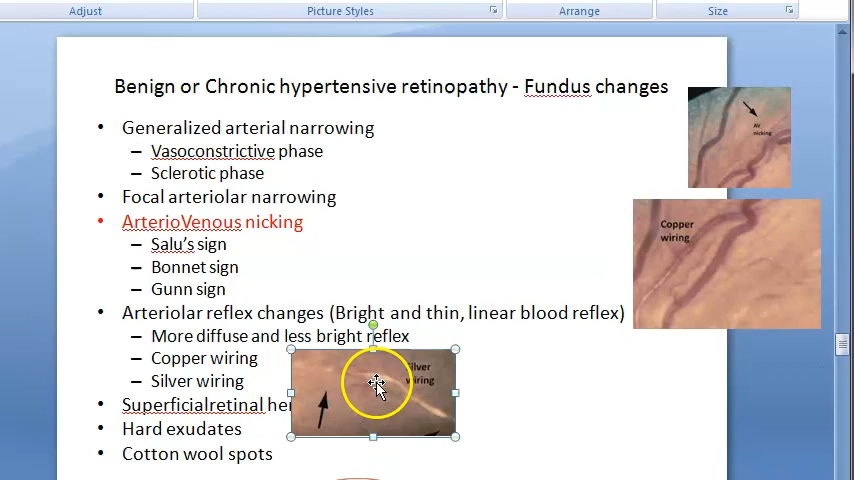 Adjust
Picture Styles
Arrange
Size
Benign or Chronic hypertensive retinopathy - Fundus changes
• Generalized arterial narrowing
– Vasoconstrictive phase
– Sclerotic phase
• Focal arteriolar narrowing
• ArterioVenous nicking
– Salu's sign
– Bonnet sign
– Gunn sign
• Arteriolar reflex changes (Bright and thin, linear blood reflex)
– More diffuse and less bright reflex
– Copper wiring
– Silver wiring
• Superficialretinal
• Hard exudates
• Cotton wool spots
AV
nicking
Copper
wiring
Silver
wiring